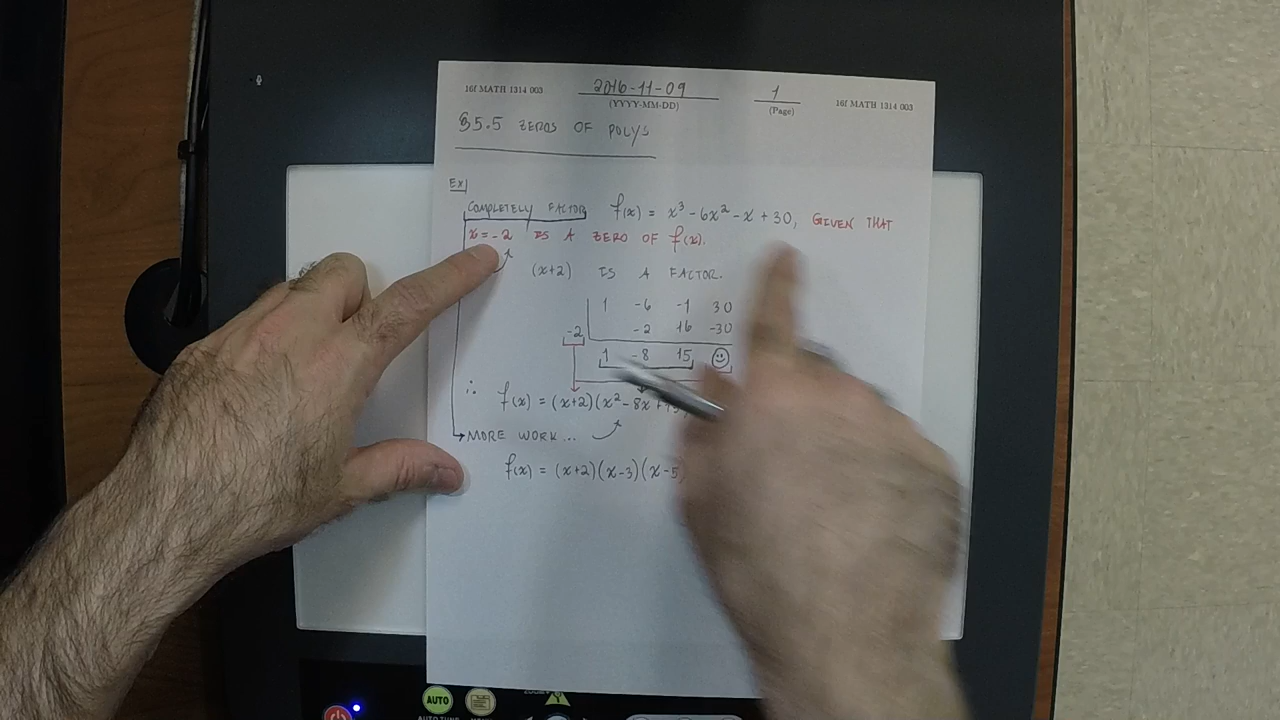 16f MATH 1314 003 2016-11-09 1 16f MATH 1314 003
(YYYY-MM-DD) (Page)
§5.5 ZEROS OF POLYS
EX|
COMPLETELY FACTOR f(x) = x³ - 6x² - x + 30, GIVEN THAT
x = -2 IS A ZERO OF f(x).
(x+2) IS A FACTOR.
1 -6 -1 30
-2 -2 16 -30
1 -8 15 ☺
∴ f(x) = (x+2)(x² - 8x +
MORE WORK...
f(x) = (x+2)(x-3)(x-5
AUTO